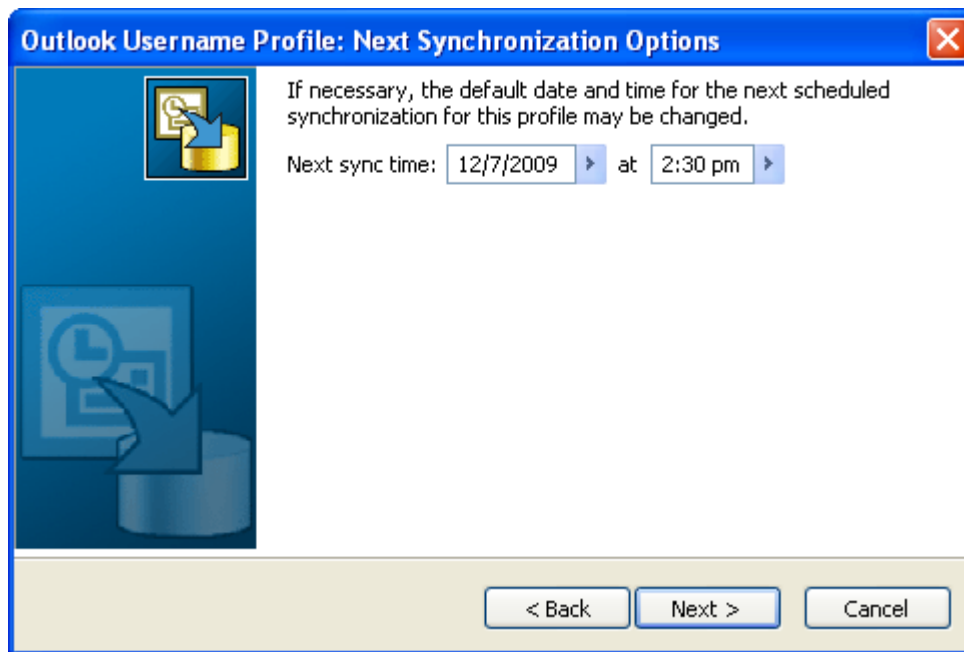 Outlook Username Profile: Next Synchronization Options
If necessary, the default date and time for the next scheduled
synchronization for this profile may be changed.
Next sync time: 12/7/2009 at 2:30 pm
< Back Next > Cancel